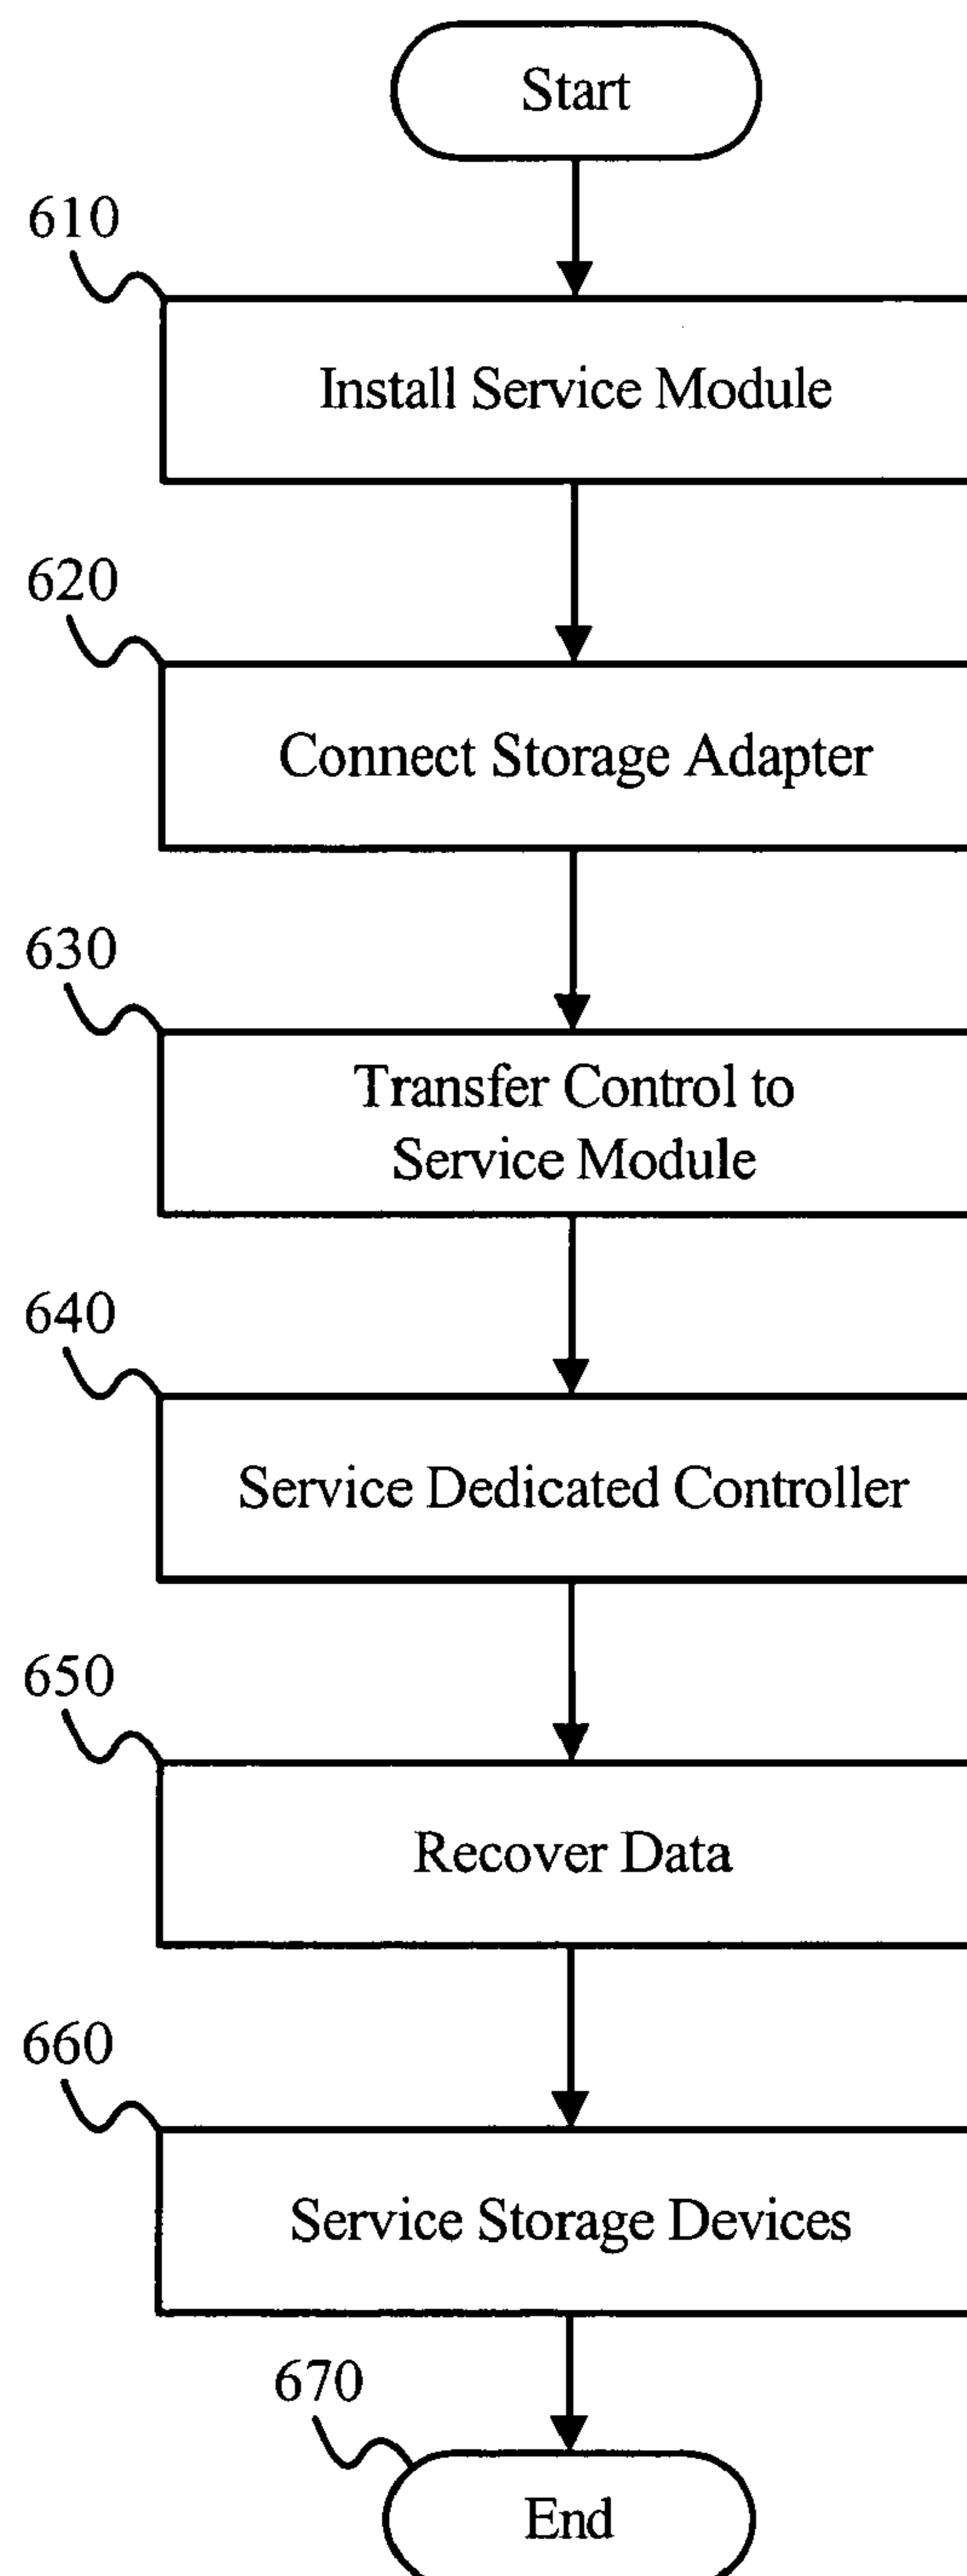 Start
610
Install Service Module
620
Connect Storage Adapter
630
Transfer Control to
Service Module
640
Service Dedicated Controller
650
Recover Data
660
Service Storage Devices
670
End